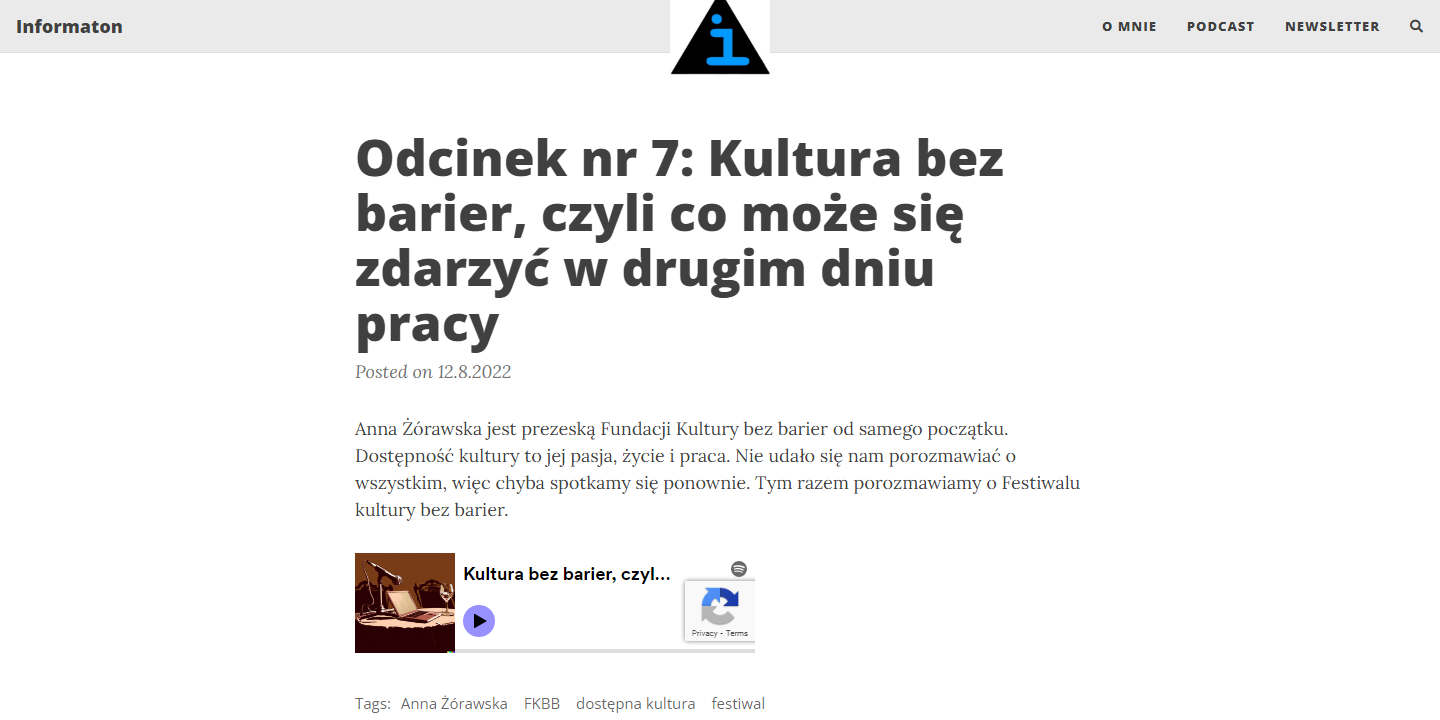 Informaton
i
O MNIE
PODCAST
NEWSLETTER
Odcinek nr 7: Kultura bez
barier, czyli co może się
zdarzyć w drugim dniu
pracy
Posted on 12.8.2022
Anna Żórawska jest prezeską Fundacji Kultury bez barier od samego początku.
Dostępność kultury to jej pasja, życie i praca. Nie udało się nam porozmawiać o
wszystkim, więc chyba spotkamy się ponownie. Tym razem porozmawiamy o Festiwalu
kultury bez barier.
Kultura bez barier, czyl...
Privacy - Terms
Tags: Anna Żórawska FKBB dostępna kultura festiwal